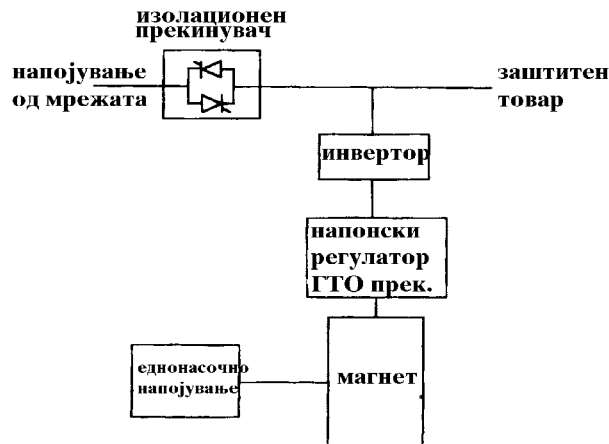 изолационен
прекинувач
напојување
од мрежата
заштитен
товар
инвертор
напонски
регулатор
ГТО прек.
еднонасочно
напојување
магнет